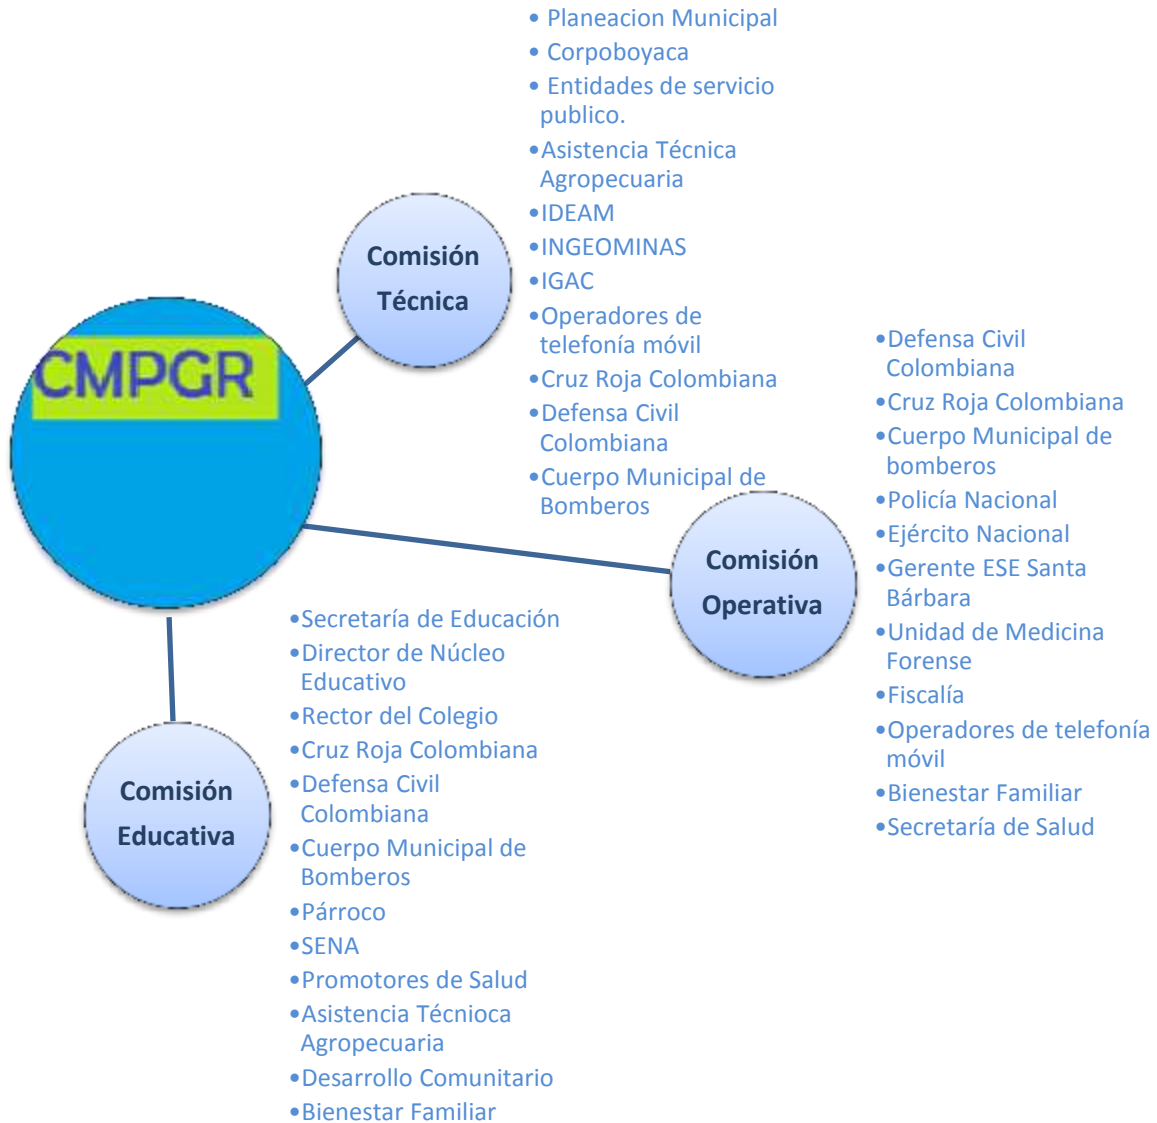 CMPGR
Comisión
Técnica
• Planeacion Municipal
• Corpoboyaca
• Entidades de servicio
publico.
•Asistencia Técnica
Agropecuaria
•IDEAM
•INGEOMINAS
•IGAC
•Operadores de
telefonía móvil
•Cruz Roja Colombiana
•Defensa Civil
Colombiana
•Cuerpo Municipal de
Bomberos
Comisión
Operativa
•Defensa Civil
Colombiana
•Cruz Roja Colombiana
•Cuerpo Municipal de
bomberos
•Policía Nacional
•Ejército Nacional
•Gerente ESE Santa
Bárbara
•Unidad de Medicina
Forense
•Fiscalía
•Operadores de telefonía
móvil
•Bienestar Familiar
•Secretaría de Salud
Comisión
Educativa
•Secretaría de Educación
•Director de Núcleo
Educativo
•Rector del Colegio
•Cruz Roja Colombiana
•Defensa Civil
Colombiana
•Cuerpo Municipal de
Bomberos
•Párroco
•SENA
•Promotores de Salud
•Asistencia Técnioca
Agropecuaria
•Desarrollo Comunitario
•Bienestar Familiar